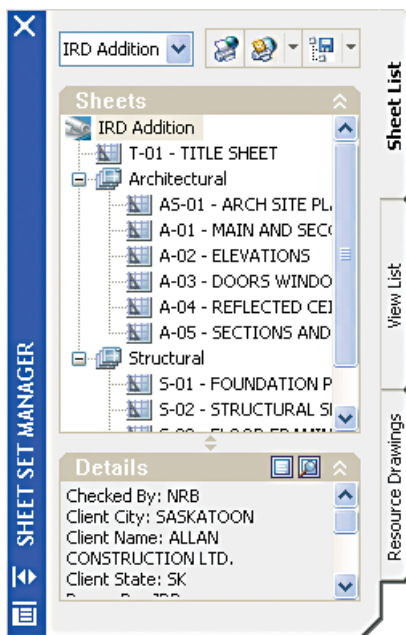 IRD Addition
Sheets
IRD Addition
T-01 - TITLE SHEET
Architectural
AS-01 - ARCH SITE PL
A-01 - MAIN AND SEC
A-02 - ELEVATIONS
A-03 - DOORS WINDO
A-04 - REFLECTED CEI
A-05 - SECTIONS AND
Structural
S-01 - FOUNDATION P
S-02 - STRUCTURAL
Details
Checked By: NRB
Client City: SASKATOON
Client Name: ALLAN
CONSTRUCTION LTD.
Client State: SK
SHEET SET MANAGER
Sheet List
View List
Resource Drawings